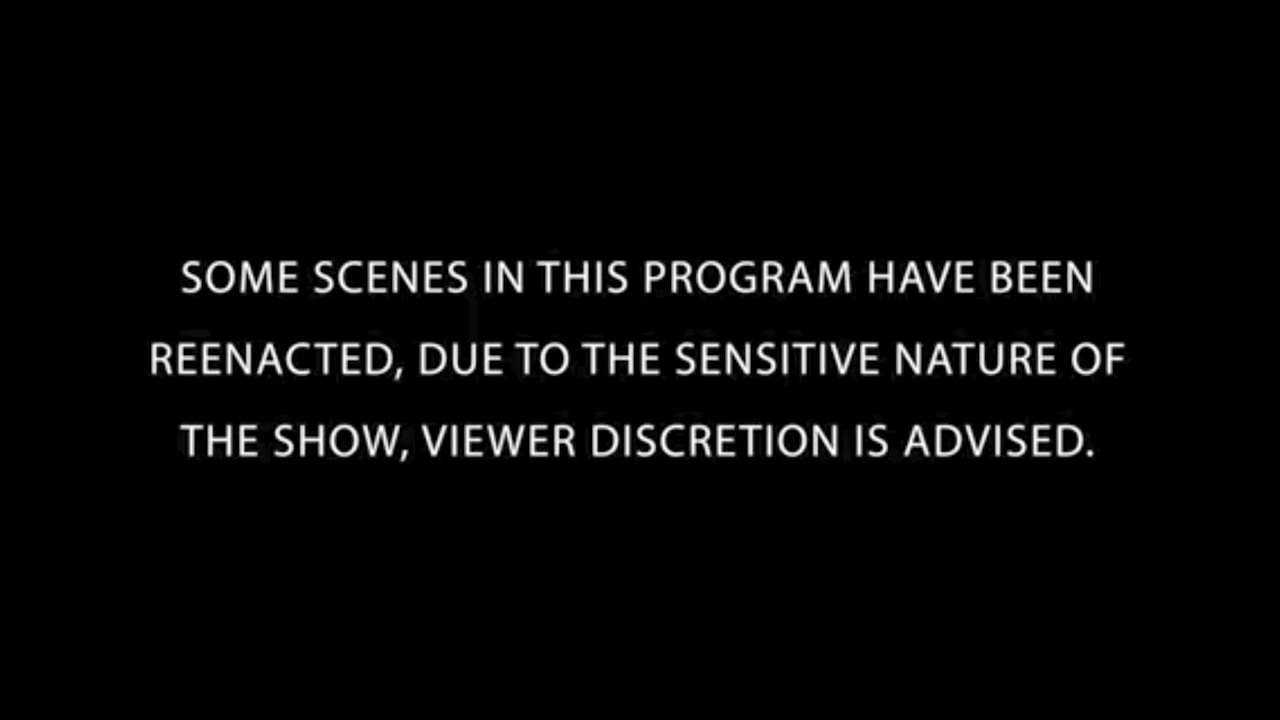 SOME SCENES IN THIS PROGRAM HAVE BEEN
REENACTED, DUE TO THE SENSITIVE NATURE OF
THE SHOW, VIEWER DISCRETION IS ADVISED.